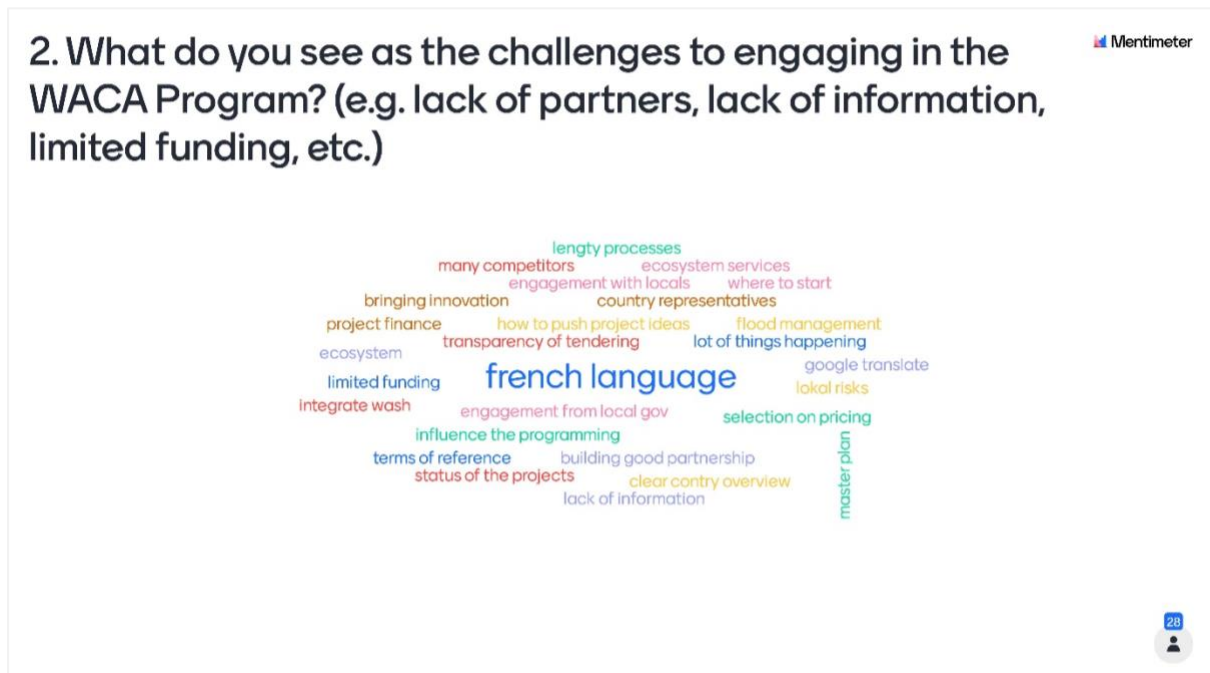 2. What do you see as the challenges to engaging in the
WACA Program? (e.g. lack of partners, lack of information,
limited funding, etc.)
Mentimeter
lengty processes
many competitors
ecosystem services
engagement with locals
where to start
bringing innovation
country representatives
project finance
how to push project ideas
flood management
transparency of tendering
lot of things happening
ecosystem
google translate
french language
limited funding
lokal risks
integrate wash
engagement from local gov
selection on pricing
influence the programming
master plan
terms of reference
building good partnership
status of the projects
clear contry overview
lack of information
28